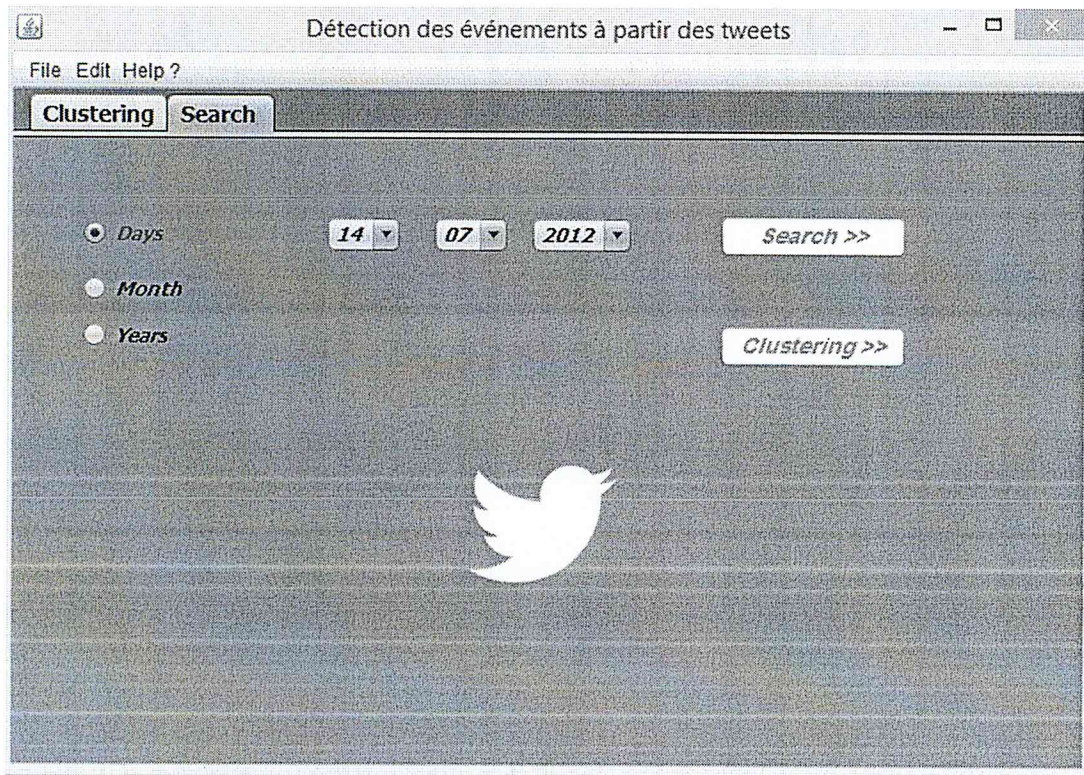 Détection des événements à partir des tweets
File Edit Help ?
Clustering Search
Days 14 07 2012 Search >>
Month
Years
Clustering >>